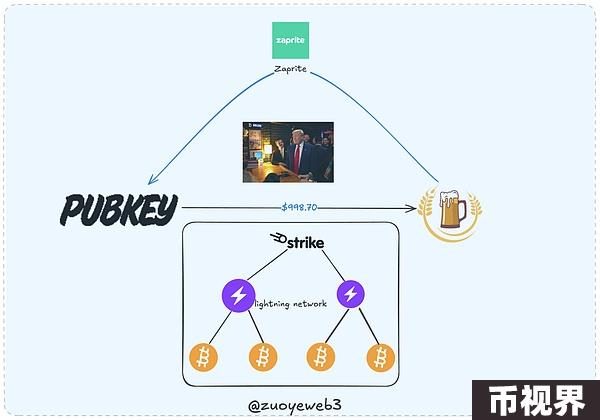 zaprite
Zaprite
PUBKEY
$998.70
strike
lightning network
@zuoyeweb3
币视界